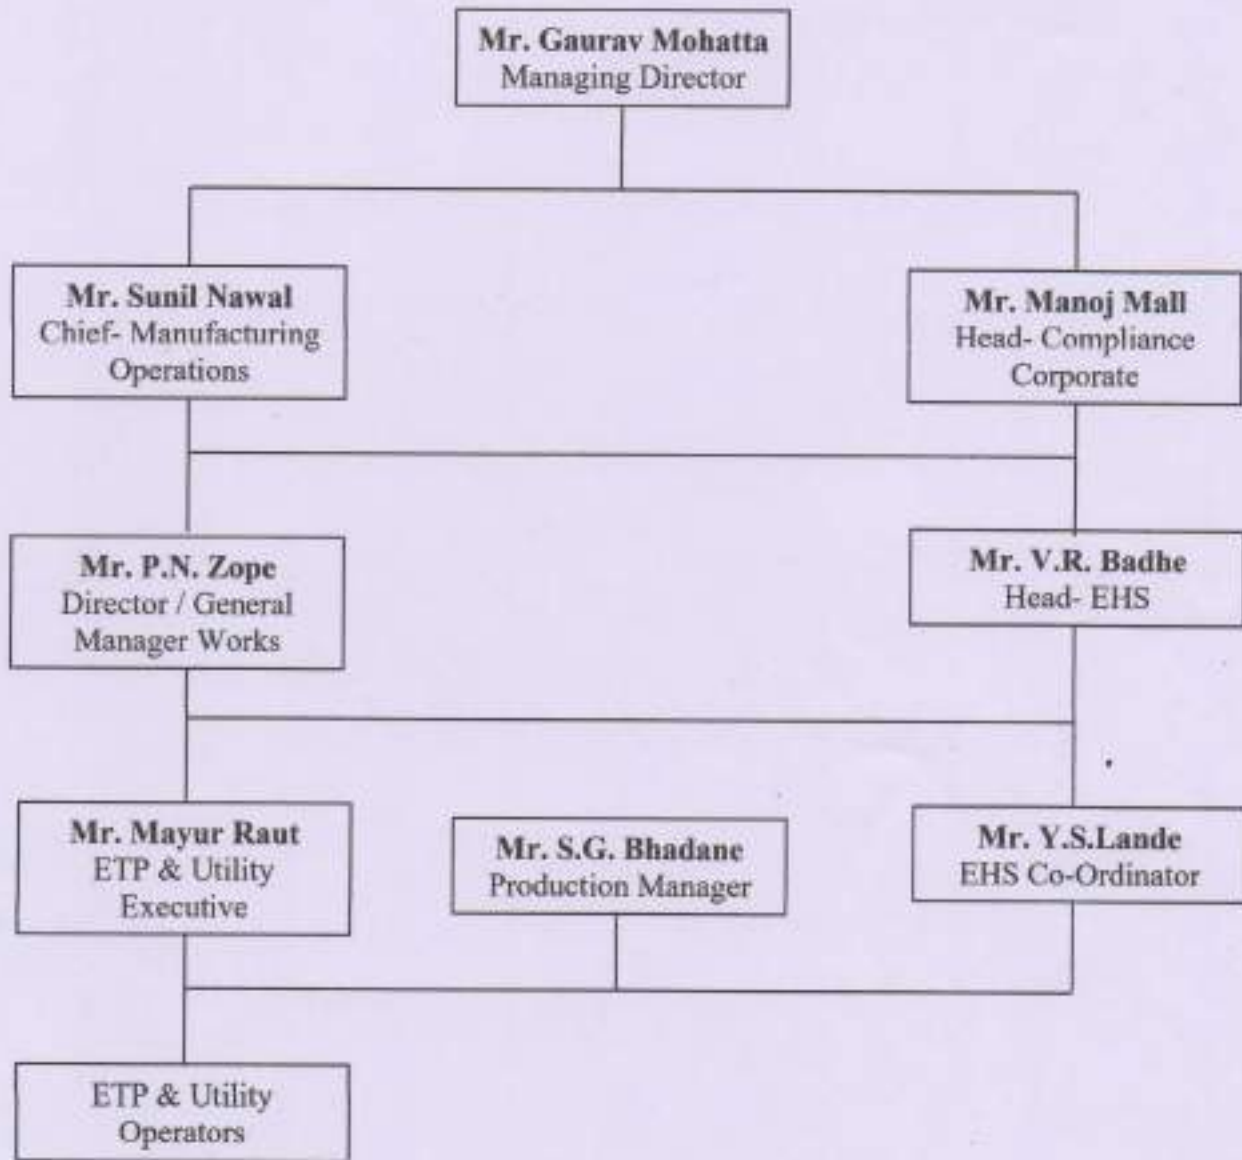 Mr. Gaurav Mohatta
Managing Director
Mr. Sunil Nawal
Chief- Manufacturing
Operations
Mr. Manoj Mall
Head- Compliance
Corporate
Mr. P.N. Zope
Director / General
Manager Works
Mr. V.R. Badhe
Head- EHS
Mr. Mayur Raut
ETP & Utility
Executive
Mr. S.G. Bhadane
Production Manager
Mr. Y.S.Lande
EHS Co-Ordinator
ETP & Utility
Operators